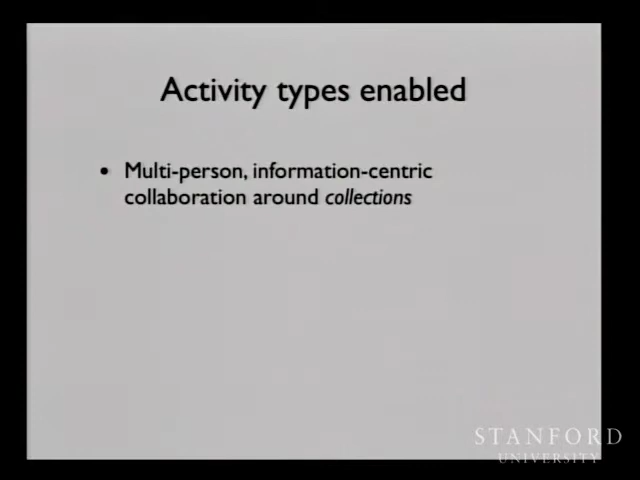 Activity types enabled
• Multi-person, information-centric
collaboration around collections
STANFORD
UNIVERSITY